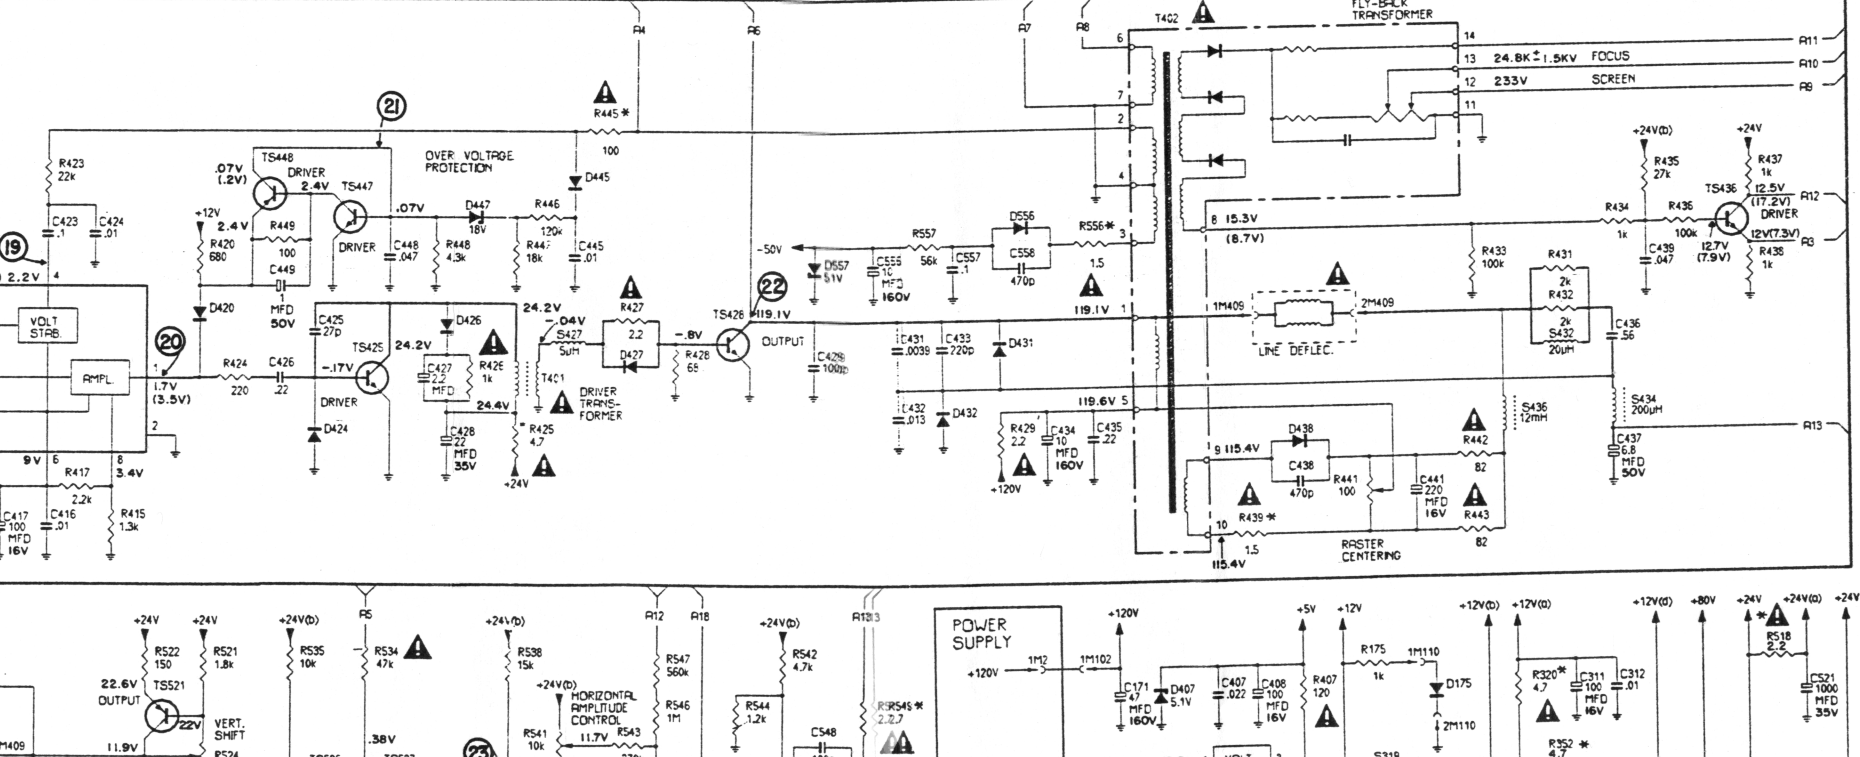 A4
A6
A7
A8
T402
FLY-BACK
TRANSFORMER
6
14
A11
13
24.8K±1.5KV FOCUS
A10
12
233V
SCREEN
A9
11
7
2
4
3
21
R445*
100
R423
22k
C423
.1
C424
.01
19
2.2V
4
TS448
.07V
(.2V)
DRIVER
2.4V
TS447
OVER VOLTAGE
PROTECTION
D445
.07V
D447
18V
R446
120k
+12V
2.4V
R449
100
R420
680
DRIVER
C448
.047
R448
4.3k
18k
C445
.01
C449
1
MFD
50V
D420
VOLT
STAB.
AMPL.
20
1
1.7V
(3.5V)
R424
220
C426
.22
C425
27p
TS425
-.17V
24.2V
DRIVER
D424
D426
C427
2.2
MFD
R426
1k
24.2V
-.04V
S427
5µH
T401
24.4V
DRIVER
TRANS-
FORMER
C428
22
MFD
35V
R425
4.7
+24V
R427
2.2
D427
-.8V
R428
68
TS428
22
119.1V
OUTPUT
-50V
D557
51V
10
MFD
160V
R557
56k
C557
.1
D556
C558
470p
R556*
1.5
119.1V
1
C431
.0039
C433
220p
D431
C432
.013
D432
119.6V
5
R429
2.2
C434
10
MFD
160V
C435
.22
+120V
8
15.3V
(8.7V)
1M409
2M409
LINE DEFLEC.
9
115.4V
D438
C438
470p
10
R439*
1.5
115.4V
R441
100
C441
220
MFD
16V
R442
82
R443
82
RASTER
CENTERING
S436
12mH
R433
100k
R434
1k
R431
2k
R432
2k
S432
20µH
C436
.56
S434
200µH
C437
6.8
MFD
50V
A13
+24V(b)
R435
27k
C439
.047
R436
100k
+24V
R437
1k
TS436
12.5V
(17.2V)
DRIVER
A12
12V(7.3V)
A3
12.7V
(7.9V)
R438
1k
2
9V
6
8
3.4V
R417
2.2k
R415
1.3k
C417
100
MFD
16V
C416
.01
+24V
R522
150
+24V
R521
1.8k
22.6V
TS521
OUTPUT
22V
VERT.
SHIFT
11.9V
M409
R524
+24V(b)
R535
10k
A5
R534
47k
.38V
23
+24V(b)
R538
15k
+24V(b)
HORIZONTAL
AMPLITUDE
CONTROL
R541
10k
11.7V
R543
A12
A18
R547
560k
R546
1M
+24V(b)
R542
4.7k
R544
1.2k
C548
POWER
SUPPLY
+120V
1M2
1M102
+120V
C171
47
MFD
160V
D407
5.1V
C407
.022
C408
100
MFD
16V
+5V
R407
120
+12V
R175
1k
1M110
D175
2M110
+12V(b)
+12V(a)
R320*
4.7
C311
100
MFD
16V
C312
.01
R352*
4.7
+12V(d)
+80V
+24V
*
R518
2.2
+24V(a)
C521
1000
MFD
35V
+24V